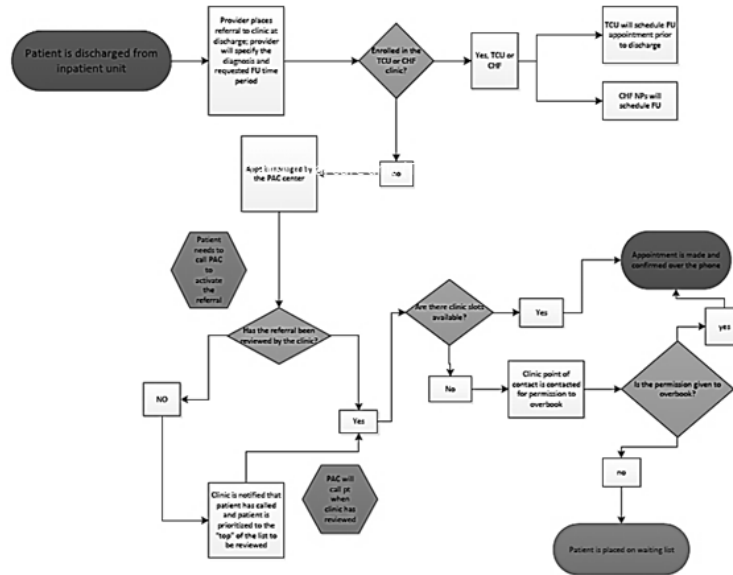 Patient is discharged from
inpatient unit
Provider places
referral to clinic at
discharge; provider
will specify the
diagnosis and
requested FU time
period
Enrolled in the
TCU or CHF
clinic?
Yes, TCU or
CHF
TCU will schedule FU
appointment prior
to discharge
CHF NPs will
schedule FU
no
Appt is managed by
the PAC center
Patient
needs to
call PAC
to
activate
the
referral
Has the referral been
reviewed by the clinic?
NO
Yes
Clinic is notified that
patient has called
and patient is
prioritized to the
"top" of the list to
be reviewed
PAC will
call pt
when
clinic has
reviewed
Are there clinic slots
available?
Yes
No
Clinic point of
contact is contacted
for permission to
overbook
Is the permission given to
overbook?
yes
Appointment is made and
confirmed over the phone
no
Patient is placed on waiting list